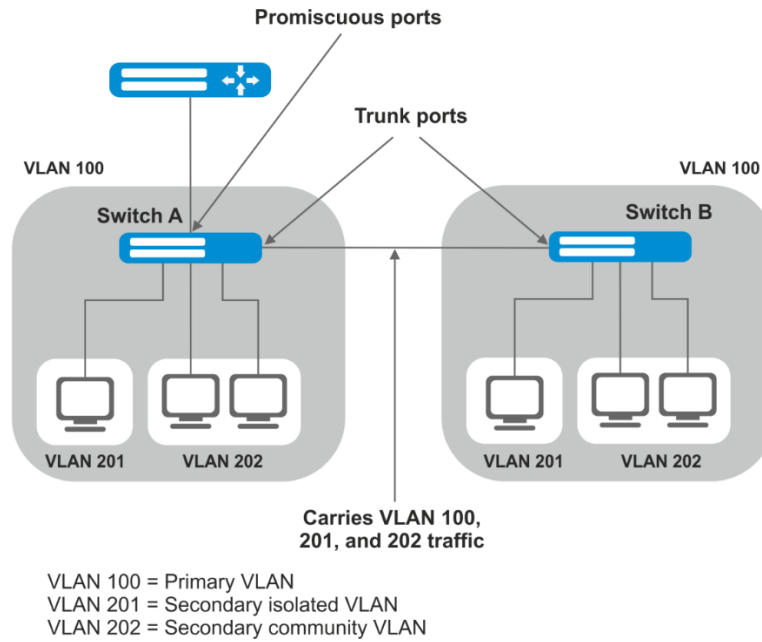 Promiscuous ports
Trunk ports
VLAN 100
VLAN 100
Switch A
Switch B
VLAN 201
VLAN 202
VLAN 201
VLAN 202
Carries VLAN 100,
201, and 202 traffic
VLAN 100 = Primary VLAN
VLAN 201 = Secondary isolated VLAN
VLAN 202 = Secondary community VLAN